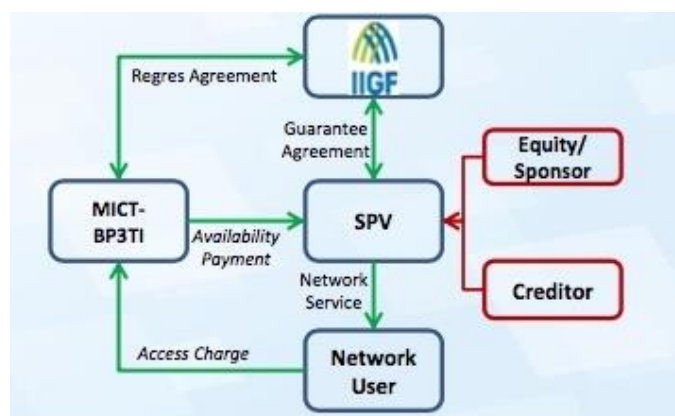 IIGF
Regres Agreement
Guarantee
Agreement
Equity/
Sponsor
MICT-
BP3TI
Availability
Payment
SPV
Network
Service
Creditor
Access Charge
Network
User